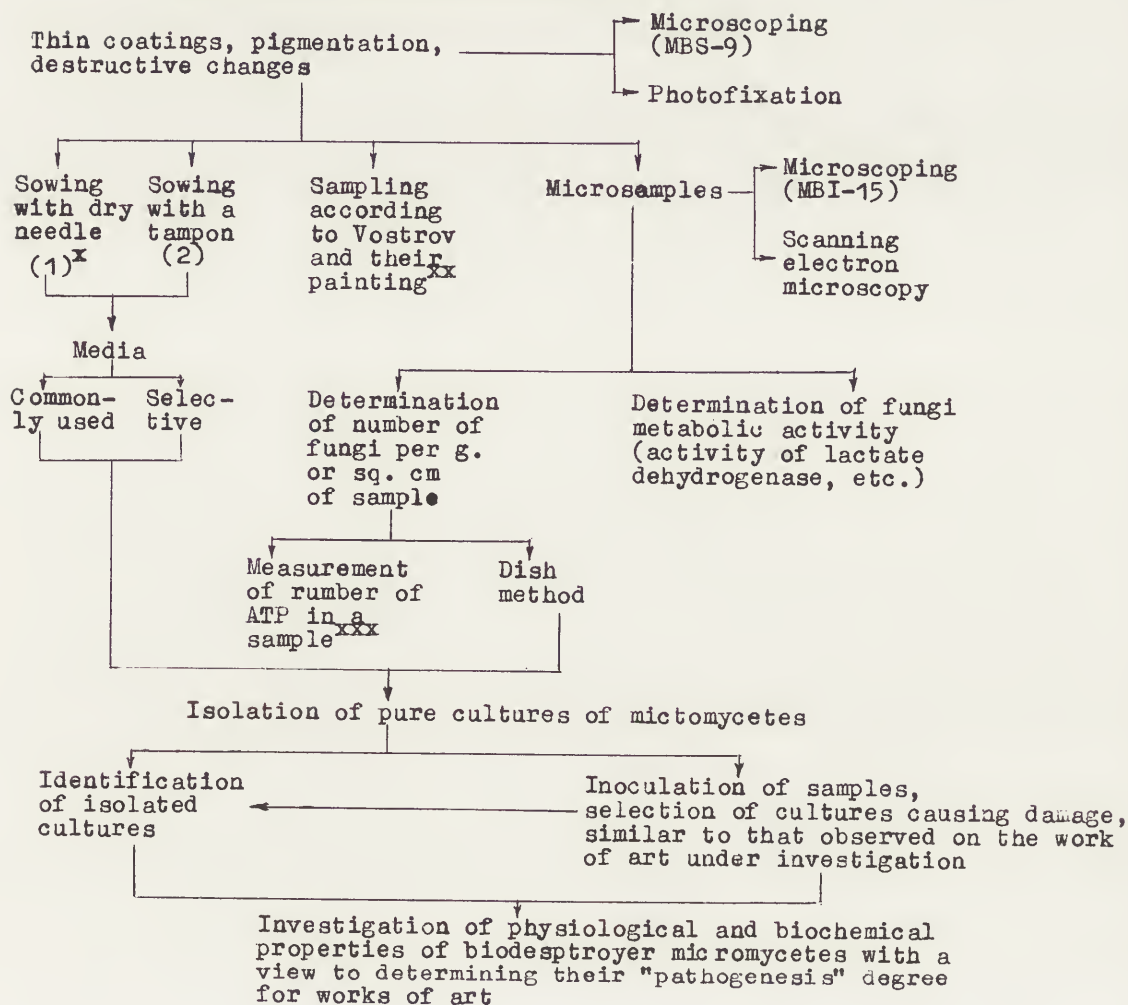 Thin coatings, pigmentation,
destructive changes
Microscoping
(MBS-9)
Photofixation
Sowing
with dry
needle
(1)x
Sowing
with a
tampon
(2)
Sampling
according
to Vostrov
and their
painting xx
Microsamples
Microscoping
(MBI-15)
Scanning
electron
microscopy
Media
Common-
ly used
Selec-
tive
Determination
of number of
fungi per g.
or sq. cm
of sample
Determination of fungi
metabolic activity
(activity of lactate
dehydrogenase, etc.)
Measurement
of rumber of
ATP in a
sample xxx
Dish
method
Isolation of pure cultures of mictomycetes
Identification
of isolated
cultures
Inoculation of samples,
selection of cultures causing damage,
similar to that observed on the work
of art under investigation
Investigation of physiological and biochemical
properties of biodesptroyer micromycetes with a
view to determining their "pathogenesis" degree
for works of art